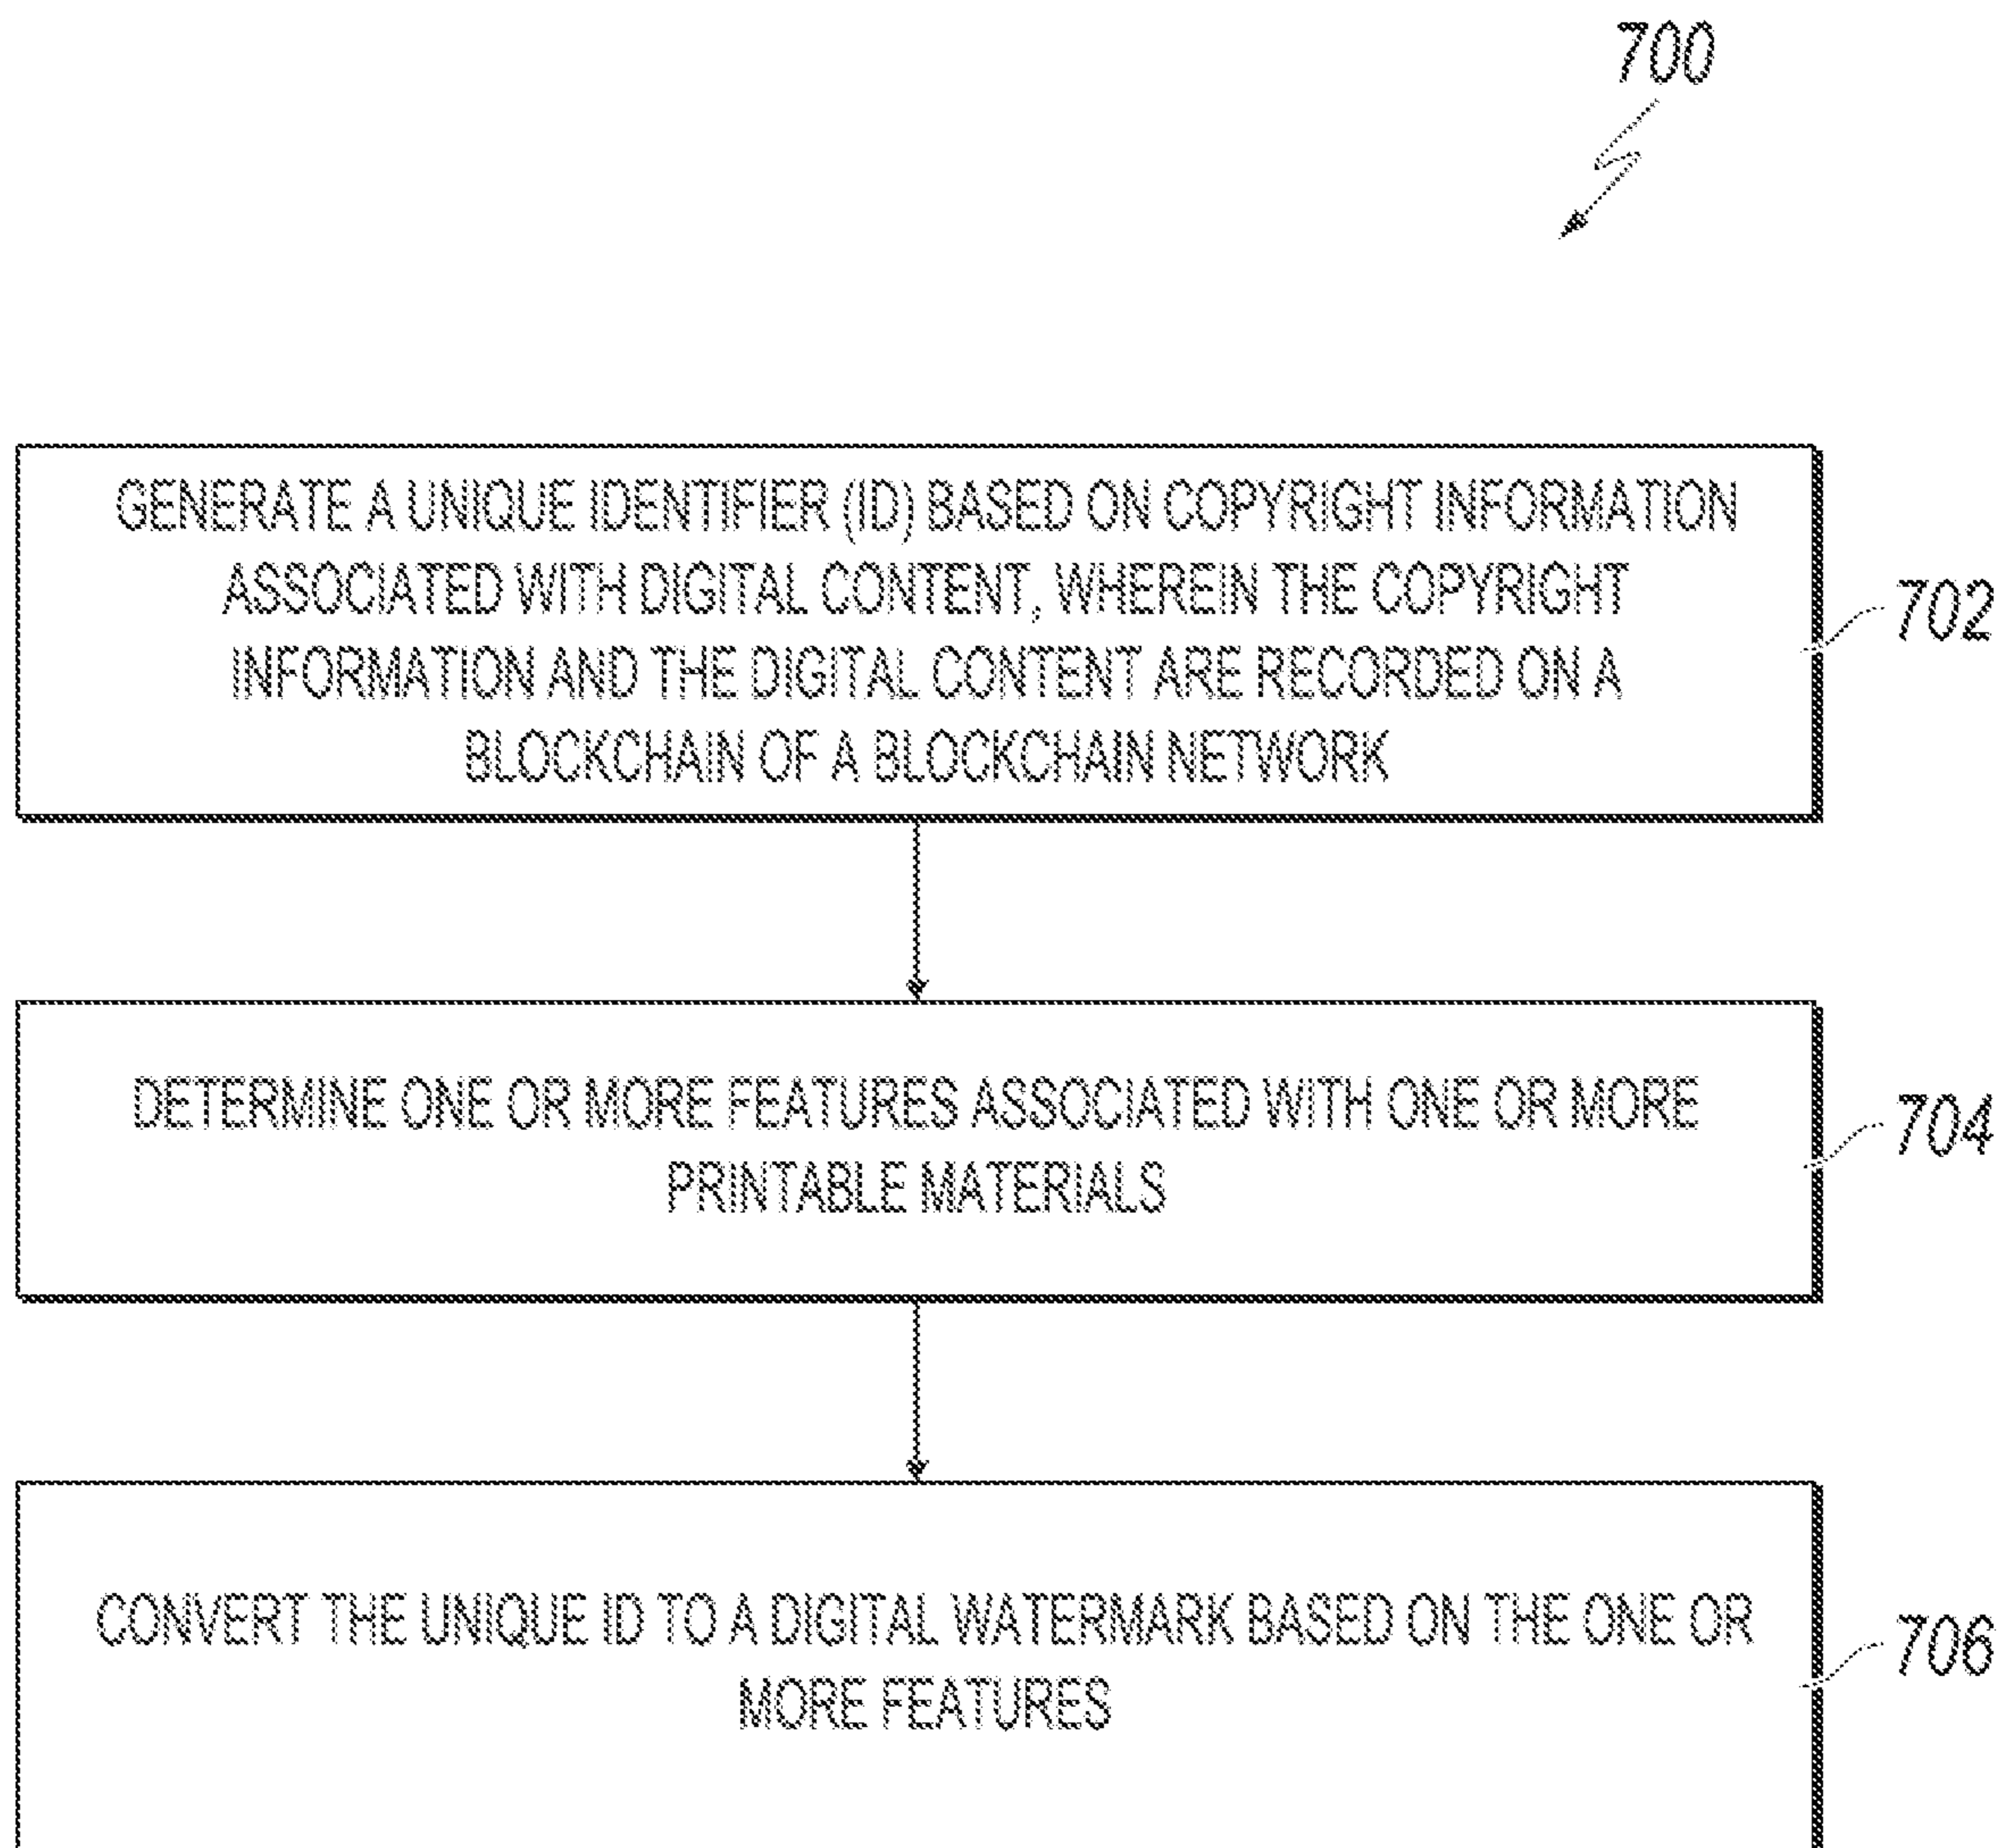 700
GENERATE A UNIQUE IDENTIFIER (ID) BASED ON COPYRIGHT INFORMATION
ASSOCIATED WITH DIGITAL CONTENT, WHEREIN THE COPYRIGHT
INFORMATION AND THE DIGITAL CONTENT ARE RECORDED ON A
BLOCKCHAIN OF A BLOCKCHAIN NETWORK
702
DETERMINE ONE OR MORE FEATURES ASSOCIATED WITH ONE OR MORE
PRINTABLE MATERIALS
704
CONVERT THE UNIQUE ID TO A DIGITAL WATERMARK BASED ON THE ONE OR
MORE FEATURES
706